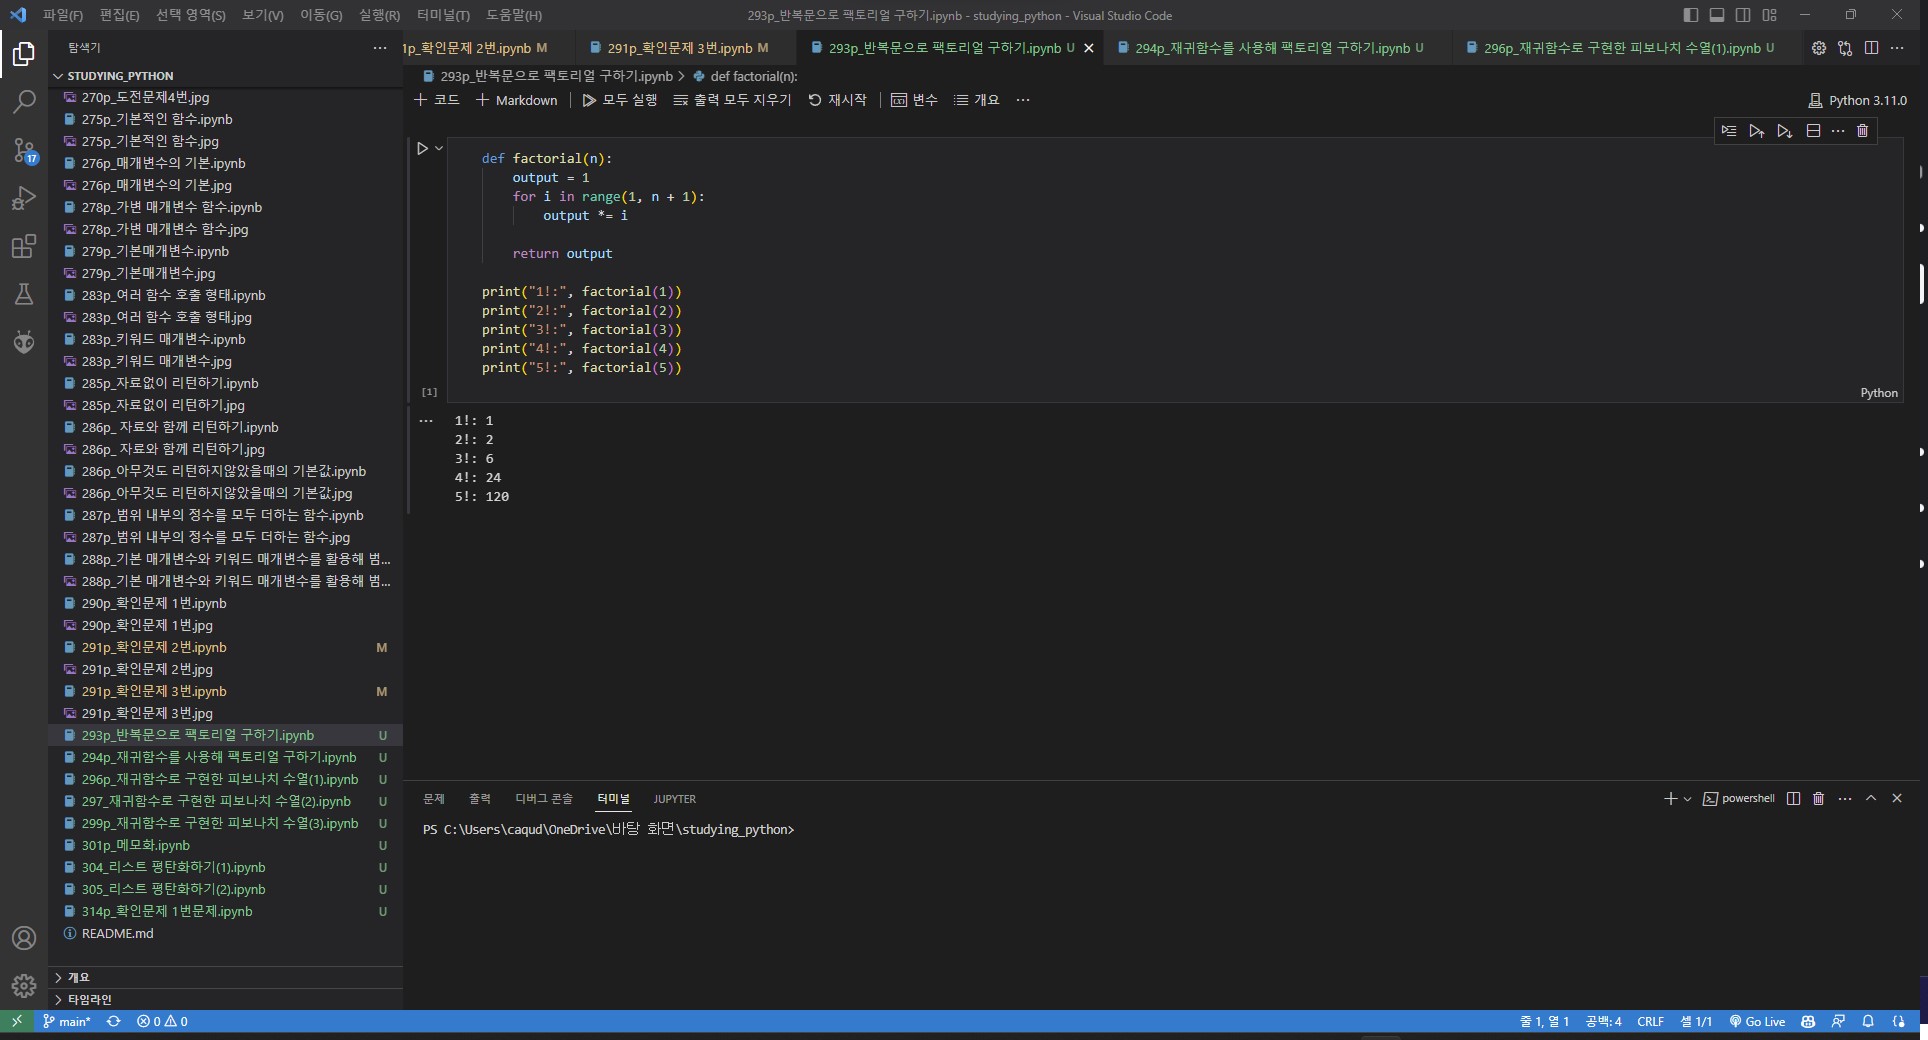 파일(F) 편집(E) 선택 영역(S) 보기(V) 이동(G) 실행(R) 터미널(T) 도움말(H) 293p_반복문으로 팩토리얼 구하기.ipynb - studying_python - Visual Studio Code
탐색기
1p_확인문제 2번.ipynb M 291p_확인문제 3번.ipynb M 293p_반복문으로 팩토리얼 구하기.ipynb U 294p_재귀함수를 사용해 팩토리얼 구하기.ipynb U 296p_재귀함수로 구현한 피보나치 수열(1).ipynb U
293p_반복문으로 팩토리얼 구하기.ipynb > def factorial(n):
코드 Markdown 모두 실행 출력 모두 지우기 재시작 변수 개요 Python 3.11.0
STUDYING_PYTHON
270p_도전문제4번.jpg
275p_기본적인 함수.ipynb
275p_기본적인 함수.jpg
276p_매개변수의 기본.ipynb
276p_매개변수의 기본.jpg
278p_가변 매개변수 함수.ipynb
278p_가변 매개변수 함수.jpg
279p_기본매개변수.ipynb
279p_기본매개변수.jpg
283p_여러 함수 호출 형태.ipynb
283p_여러 함수 호출 형태.jpg
283p_키워드 매개변수.ipynb
283p_키워드 매개변수.jpg
285p_자료없이 리턴하기.ipynb
285p_자료없이 리턴하기.jpg
286p_ 자료와 함께 리턴하기.ipynb
286p_ 자료와 함께 리턴하기.jpg
286p_아무것도 리턴하지않았을때의 기본값.ipynb
286p_아무것도 리턴하지않았을때의 기본값.jpg
287p_범위 내부의 정수를 모두 더하는 함수.ipynb
287p_범위 내부의 정수를 모두 더하는 함수.jpg
288p_기본 매개변수와 키워드 매개변수를 활용해 범...
288p_기본 매개변수와 키워드 매개변수를 활용해 범...
290p_확인문제 1번.ipynb
290p_확인문제 1번.jpg
291p_확인문제 2번.ipynb M
291p_확인문제 2번.jpg
291p_확인문제 3번.ipynb M
291p_확인문제 3번.jpg
293p_반복문으로 팩토리얼 구하기.ipynb U
294p_재귀함수를 사용해 팩토리얼 구하기.ipynb U
296p_재귀함수로 구현한 피보나치 수열(1).ipynb U
297_재귀함수로 구현한 피보나치 수열(2).ipynb U
299p_재귀함수로 구현한 피보나치 수열(3).ipynb U
301p_메모화.ipynb U
304_리스트 평탄화하기(1).ipynb U
305_리스트 평탄화하기(2).ipynb U
314p_확인문제 1번문제.ipynb U
README.md
개요
타임라인
17
def factorial(n):
    output = 1
    for i in range(1, n + 1):
        output *= i
    return output
print("1!:", factorial(1))
print("2!:", factorial(2))
print("3!:", factorial(3))
print("4!:", factorial(4))
print("5!:", factorial(5))
[1]
Python
1!: 1
2!: 2
3!: 6
4!: 24
5!: 120
문제 출력 디버그 콘솔 터미널 JUPYTER powershell
PS C:\Users\caqud\OneDrive\바탕 화면\studying_python>
main* 0 0 줄 1, 열 1 공백: 4 CRLF 셀 1/1 Go Live